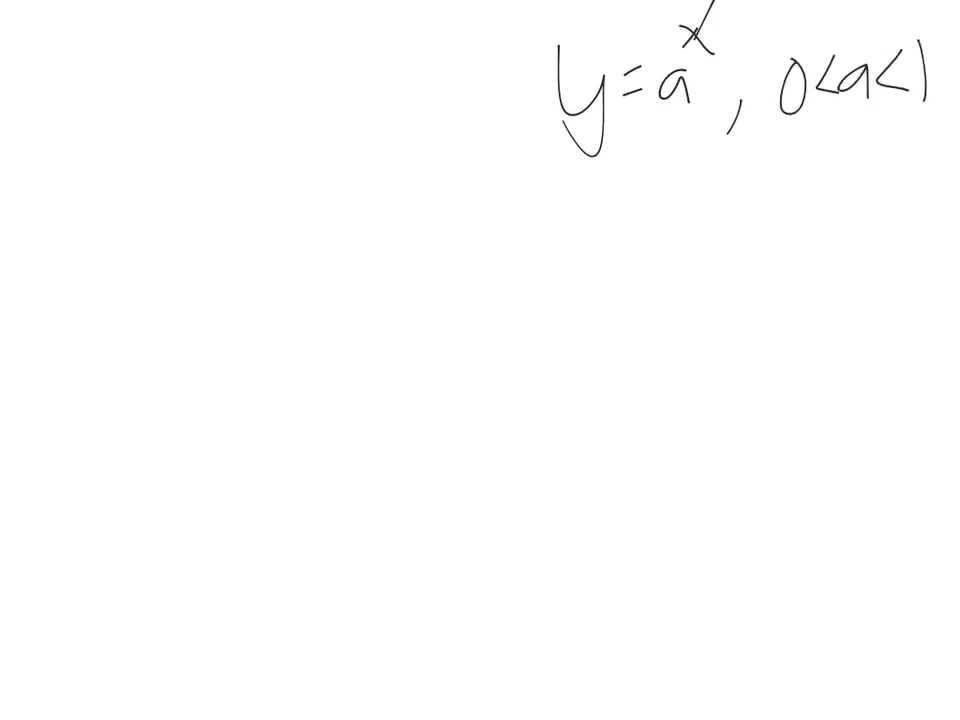 y = a^x , 0<a<1